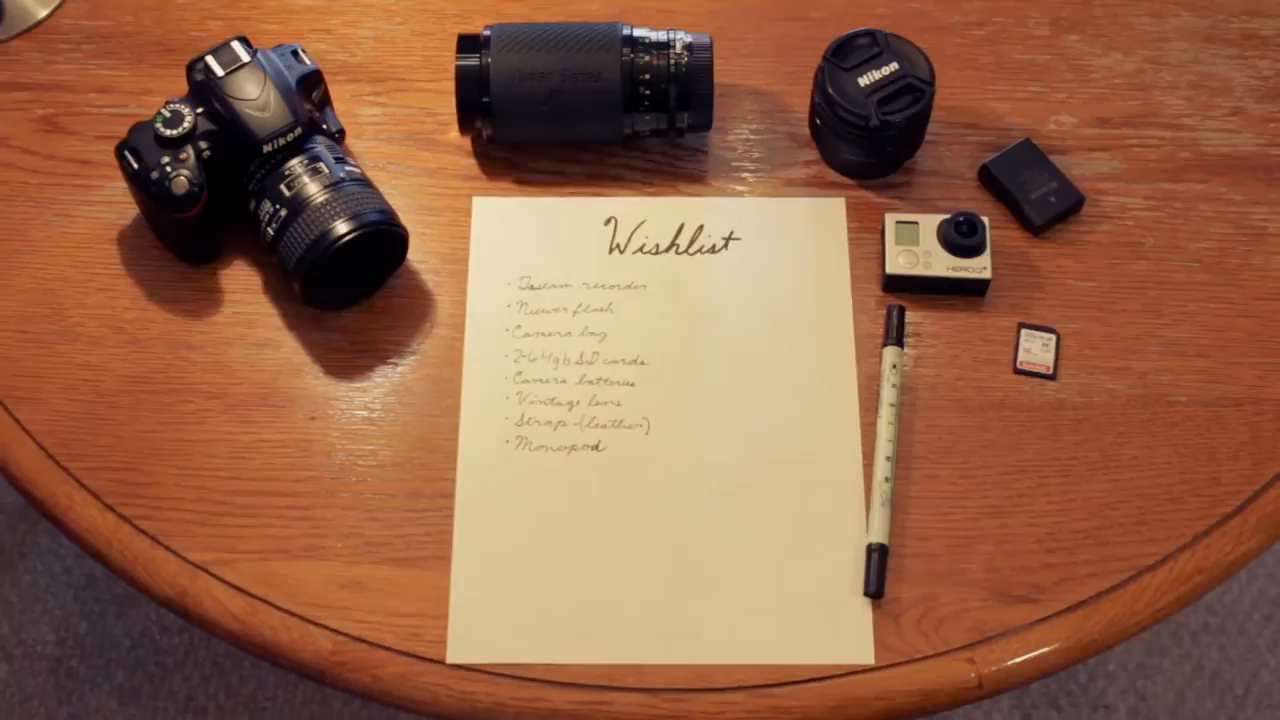 Nikon
Nikon
HERO3+
Wishlist
· Tascam recorder
· Niewer flash
· Camera bag
· 2-64gb SD cards
· Camera batteries
· Vintage lens
· Strap-(leather)
· Monopod